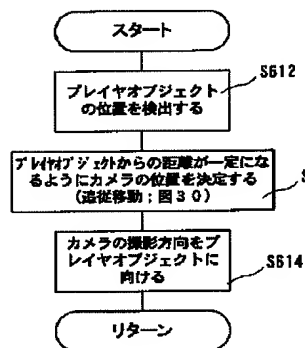 スタート
S612
プレイヤオブジェクト
の位置を検出する
プレイヤオブジェクトからの距離が一定にな
るようにカメラの位置を決定する
(追従移動;図30)
S
カメラの撮影方向をプ
レイヤオブジェクトに
向ける
S614
リターン